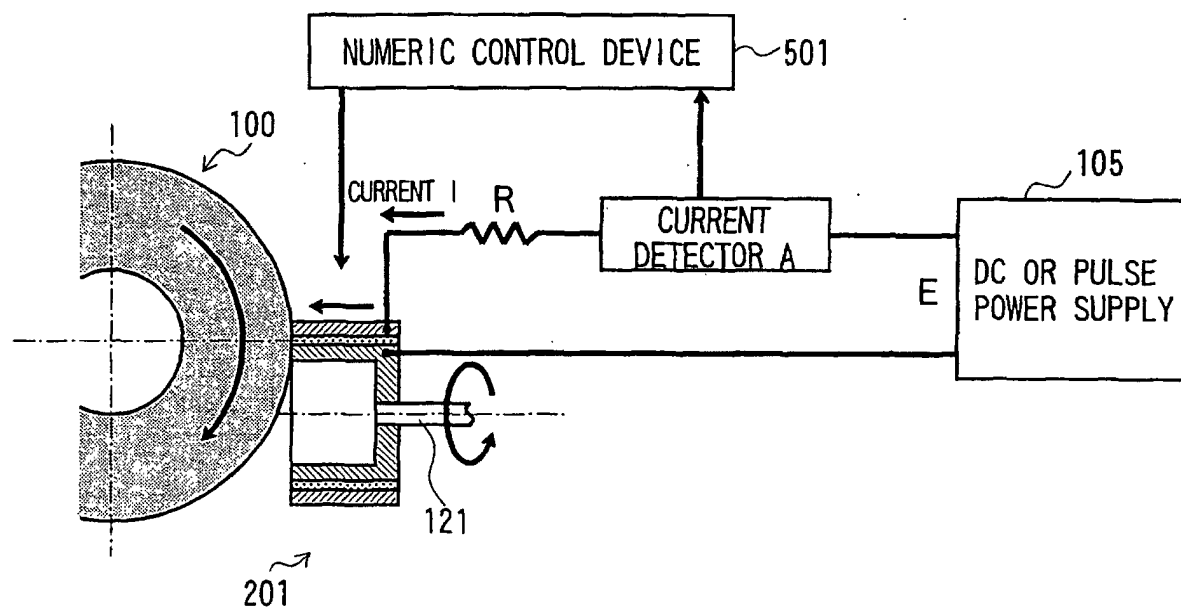 NUMERIC CONTROL DEVICE
501
100
105
CURRENT I
R
CURRENT
DETECTOR A
E
DC OR PULSE
POWER SUPPLY
121
201